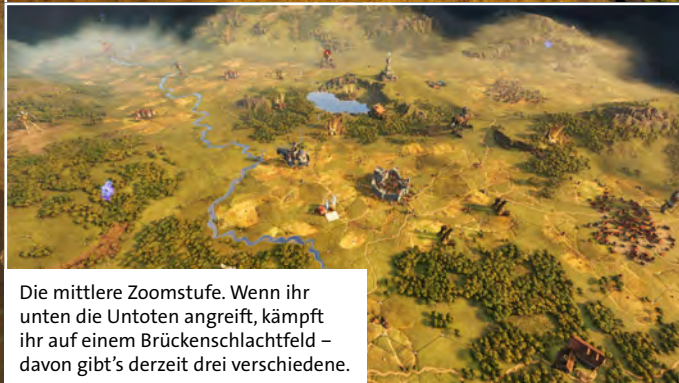 Die mittlere Zoomstufe. Wenn ihr
unten die Untoten angreift, kämpft
ihr auf einem Brückenschlachtfeld –
davon gibt's derzeit drei verschiedene.